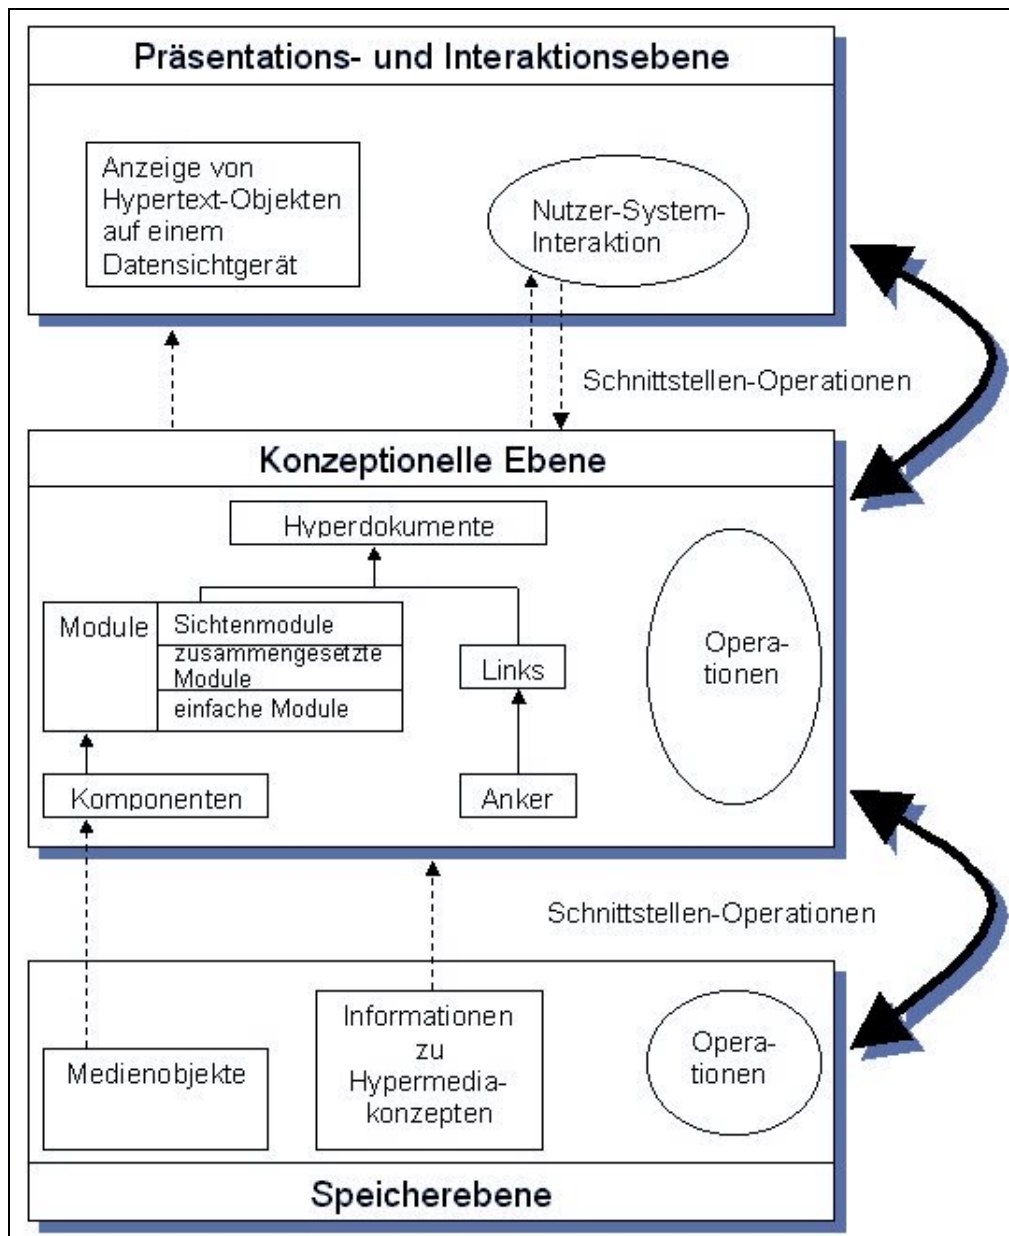 Präsentations- und Interaktionsebene
Anzeige von
Hypertext-Objekten
auf einem
Datensichtgerät
Nutzer-System-
Interaktion
Schnittstellen-Operationen
Konzeptionelle Ebene
Hyperdokumente
Module
Sichtenmodule
zusammengesetzte
Module
einfache Module
Links
Opera-
tionen
Komponenten
Anker
Schnittstellen-Operationen
Medienobjekte
Informationen
zu
Hypermedia-
konzepten
Opera-
tionen
Speicherebene